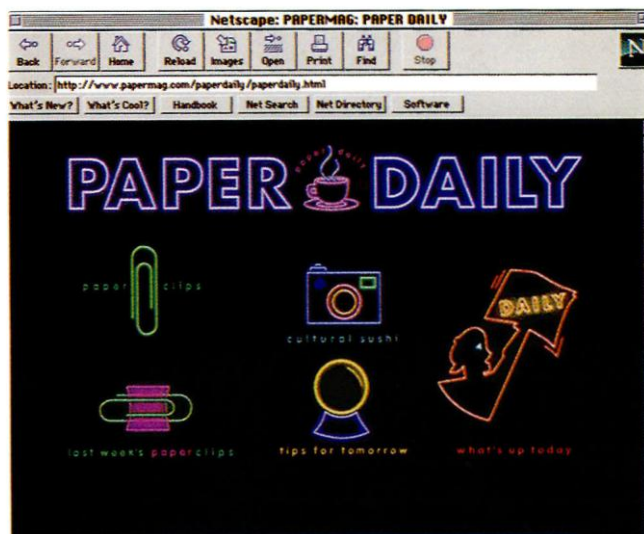 Netscape: PAPERMAG: PAPER DAILY
Back Forward Home Reload Images Open Print Find Stop
N
Location: http://www.papermag.com/paperdaily/paperdaily.html
What's New? What's Cool? Handbook Net Search Net Directory Software
PAPER paper daily DAILY
paper clips
cultural sushi
DAILY
last week's paperclips
tips for tomorrow
what's up today